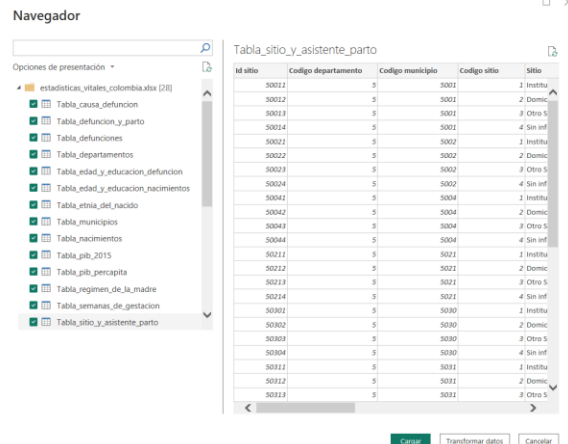 Navegador
Opciones de presentación
estadisticas_vitales_colombia.xlsx [28]
Tabla_causa_defuncion
Tabla_defuncion_y_parto
Tabla_defunciones
Tabla_departamentos
Tabla_edad_y_educacion_defuncion
Tabla_edad_y_educacion_nacimientos
Tabla_etnia_del_nacido
Tabla_municipios
Tabla_nacimientos
Tabla_pib_2015
Tabla_pib_percapita
Tabla_regimen_de_la_madre
Tabla_semanas_de_gestacion
Tabla_sitio_y_asistente_parto
Tabla_sitio_y_asistente_parto
Id sitio Codigo departamento Codigo municipio Codigo sitio Sitio
50011 5 5001 1 Institu
50012 5 5001 2 Domic
50013 5 5001 3 Otro S
50014 5 5001 4 Sin inf
50021 5 5002 1 Institu
50022 5 5002 2 Domic
50023 5 5002 3 Otro S
50024 5 5002 4 Sin inf
50041 5 5004 1 Institu
50042 5 5004 2 Domic
50043 5 5004 3 Otro S
50044 5 5004 4 Sin inf
50211 5 5021 1 Institu
50212 5 5021 2 Domic
50213 5 5021 3 Otro S
50214 5 5021 4 Sin inf
50301 5 5030 1 Institu
50302 5 5030 2 Domic
50303 5 5030 3 Otro S
50304 5 5030 4 Sin inf
50311 5 5031 1 Institu
50312 5 5031 2 Domic
50313 5 5031 3 Otro S
Cargar Transformar datos Cancelar